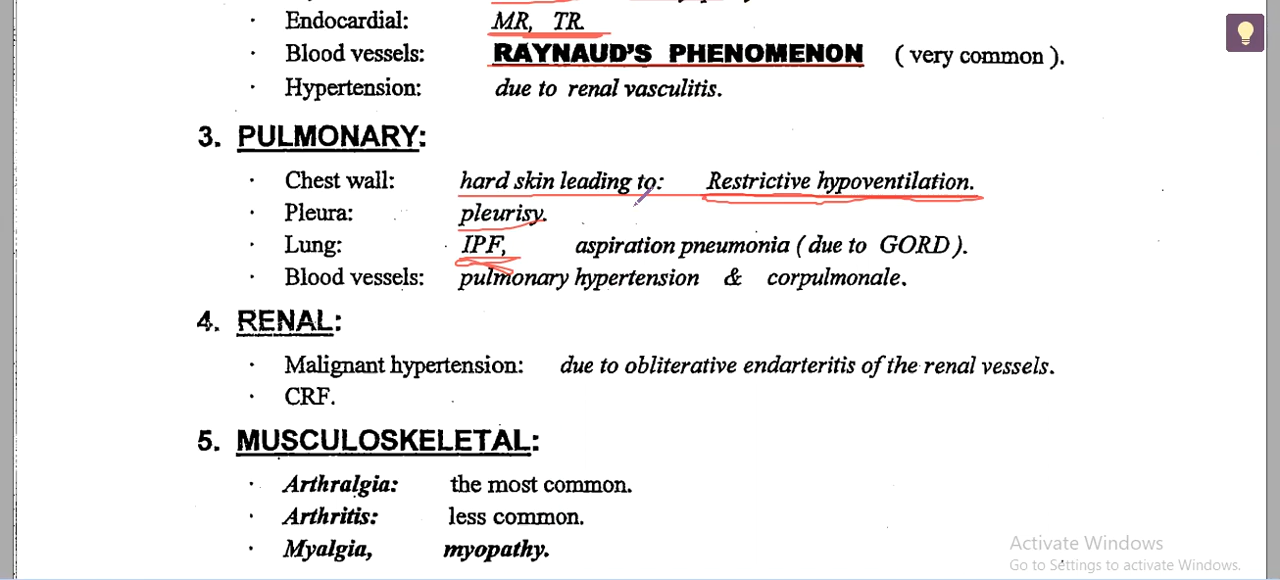 · Endocardial: MR, TR
· Blood vessels: RAYNAUD'S PHENOMENON ( very common ).
· Hypertension: due to renal vasculitis.
3. PULMONARY:
· Chest wall: hard skin leading to: Restrictive hypoventilation.
· Pleura: pleurisy.
· Lung: IPF, aspiration pneumonia ( due to GORD ).
· Blood vessels: pulmonary hypertension & corpulmonale.
4. RENAL:
· Malignant hypertension: due to obliterative endarteritis of the renal vessels.
· CRF.
5. MUSCULOSKELETAL:
· Arthralgia: the most common.
· Arthritis: less common.
· Myalgia, myopathy.
Activate Windows
Go to Settings to activate Windows.